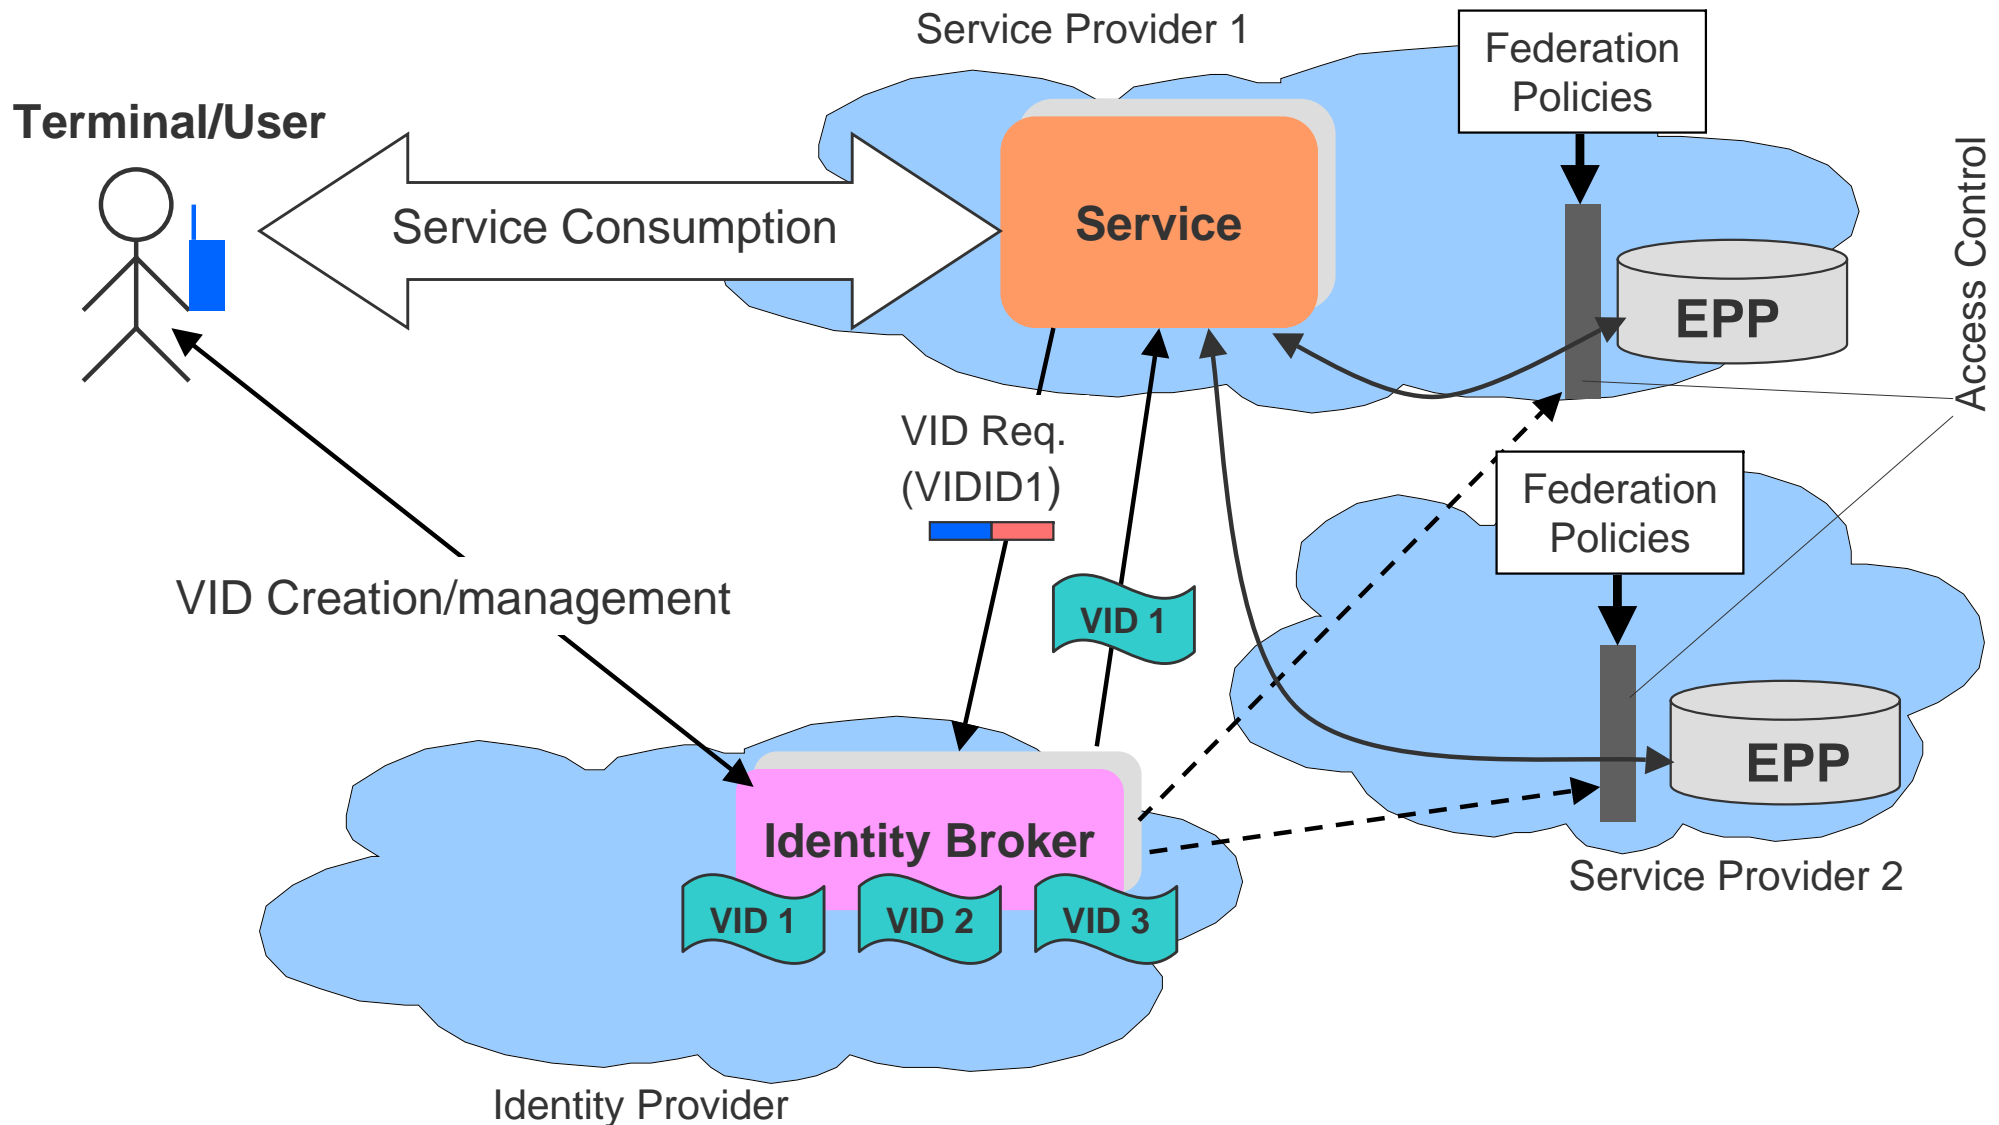 Service Provider 1
Federation
Policies
Terminal/User
Service Consumption
Service
EPP
Access Control
VID Req.
(VIDID1)
Federation
Policies
VID Creation/management
VID 1
EPP
Identity Broker
Service Provider 2
VID 1
VID 2
VID 3
Identity Provider